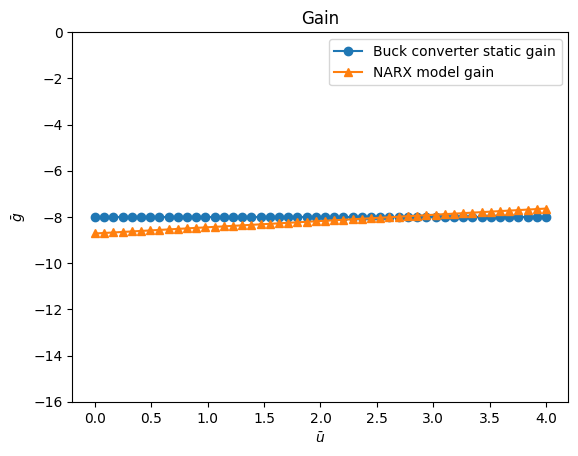 Gain
Buck converter static gain
NARX model gain
0
−2
−4
−6
−8
−10
−12
−14
−16
ḡ
0.0 0.5 1.0 1.5 2.0 2.5 3.0 3.5 4.0
ū